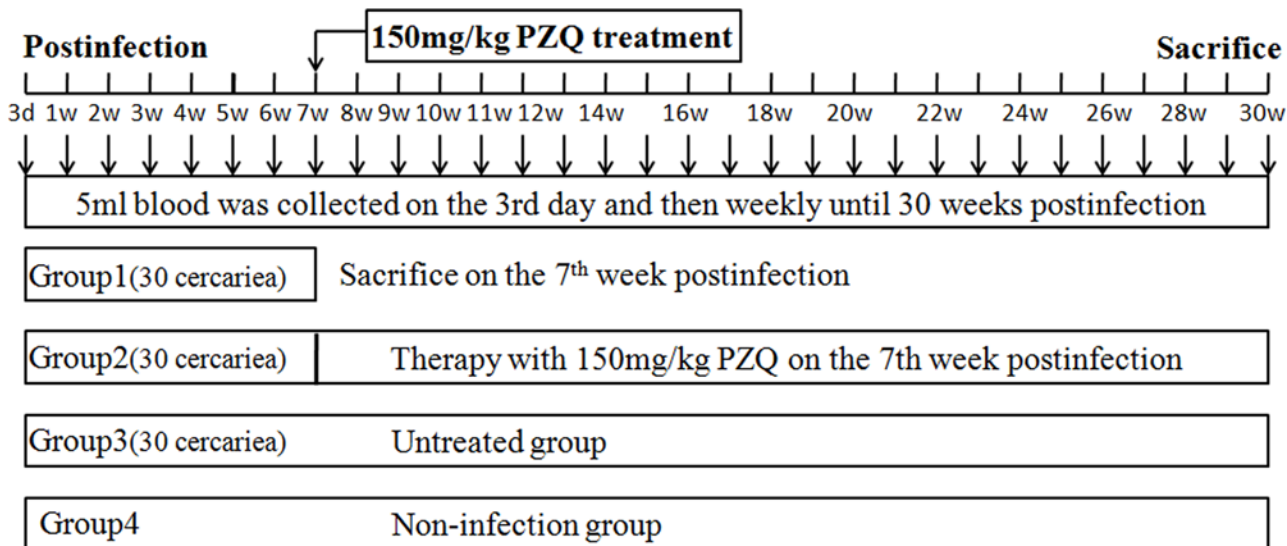 150mg/kg PZQ treatment
Postinfection Sacrifice
3d 1w 2w 3w 4w 5w 6w 7w 8w 9w 10w 11w 12w 14w 16w 18w 20w 22w 24w 26w 28w 30w
5ml blood was collected on the 3rd day and then weekly until 30 weeks postinfection
Group1(30 cercariea) Sacrifice on the 7th week postinfection
Group2(30 cercariea) Therapy with 150mg/kg PZQ on the 7th week postinfection
Group3(30 cercariea) Untreated group
Group4 Non-infection group